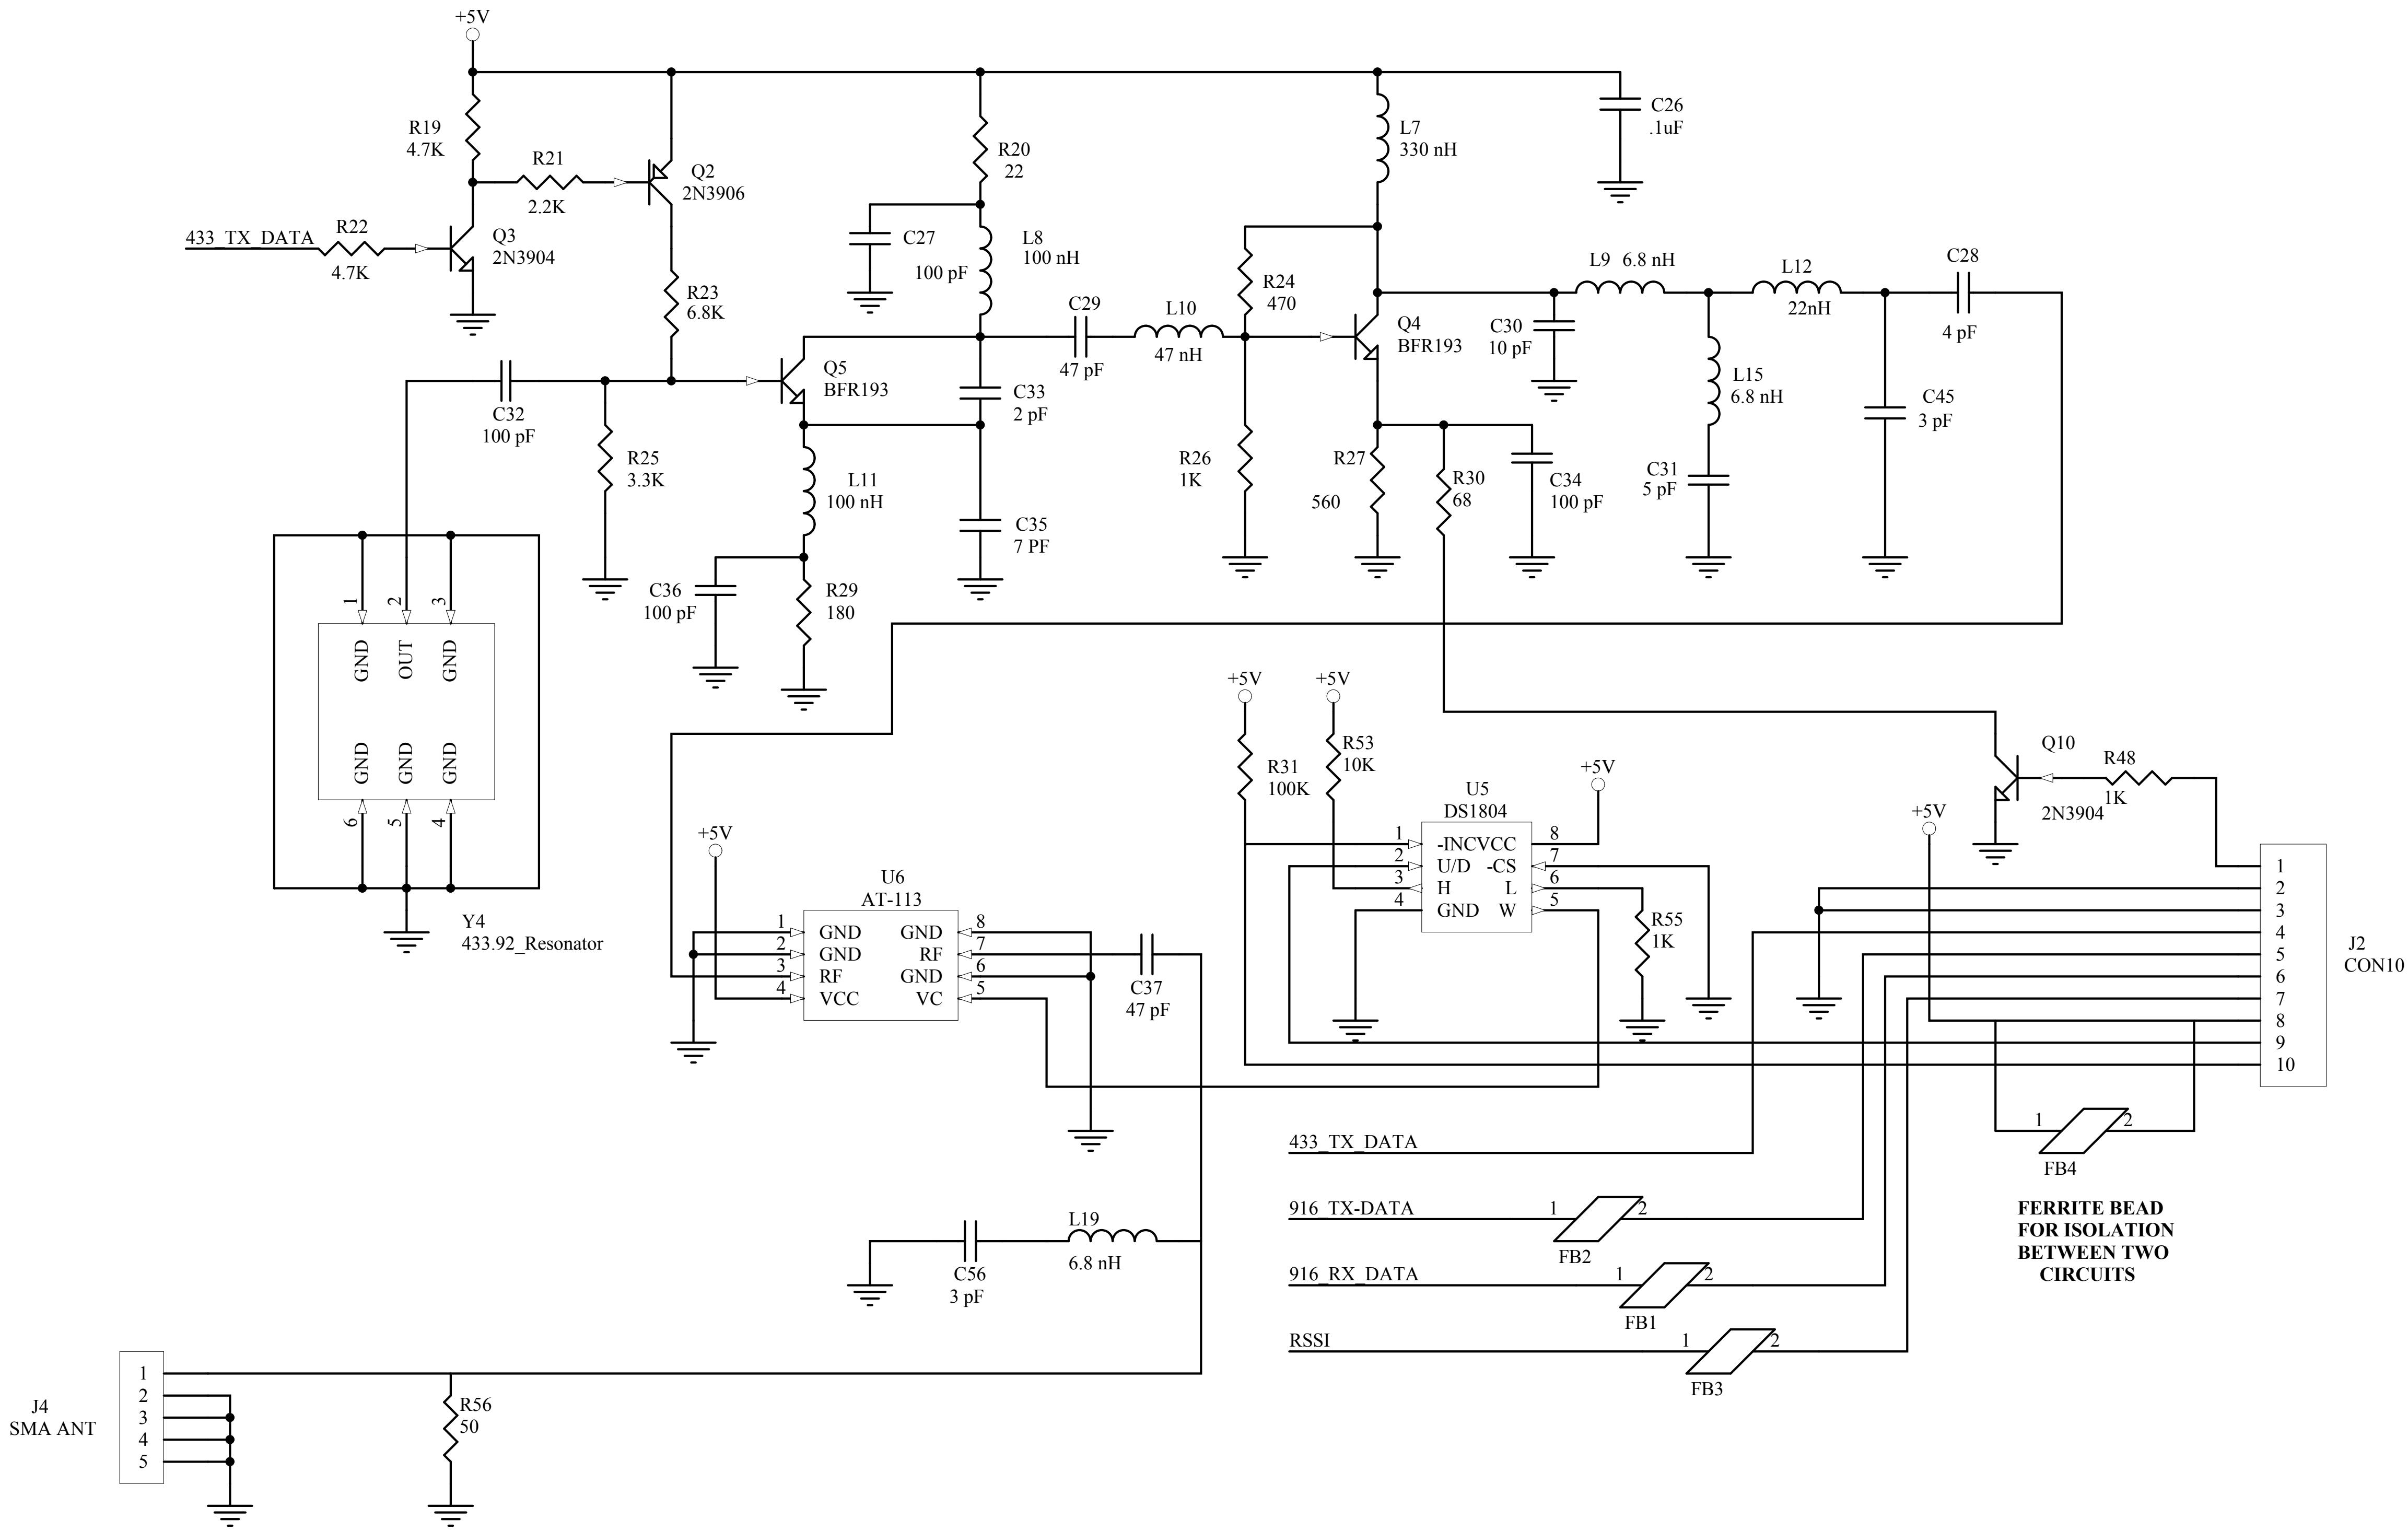 +5V
R19
4.7K
R21
2.2K
Q2
2N3906
433_TX_DATA
R22
4.7K
Q3
2N3904
R23
6.8K
R20
22
C27
100 pF
L8
100 nH
C29
47 pF
L10
47 nH
L7
330 nH
C26
.1uF
R24
470
Q4
BFR193
L9 6.8 nH
L12
22nH
C28
4 pF
C30
10 pF
L15
6.8 nH
C45
3 pF
C31
5 pF
C32
100 pF
Q5
BFR193
C33
2 pF
R25
3.3K
L11
100 nH
C35
7 PF
R26
1K
R27
560
R30
68
C34
100 pF
C36
100 pF
R29
180
1
2
3
GND
OUT
GND
GND
GND
GND
6
5
4
Y4
433.92_Resonator
+5V
+5V
R31
100K
R53
10K
U5
DS1804
+5V
1 -INC VCC 8
2 U/D -CS 7
3 H L 6
4 GND W 5
R55
1K
Q10
2N3904
R48
1K
+5V
1
2
3
4
5
6
7
8
9
10
J2
CON10
+5V
U6
AT-113
1 GND GND 8
2 GND RF 7
3 RF GND 6
4 VCC VC 5
C37
47 pF
1 2
FB4
FERRITE BEAD
FOR ISOLATION
BETWEEN TWO
CIRCUITS
433_TX_DATA
916_TX-DATA
1 2
FB2
916_RX_DATA
1 2
FB1
RSSI
1 2
FB3
L19
6.8 nH
C56
3 pF
J4
SMA ANT
1
2
3
4
5
R56
50